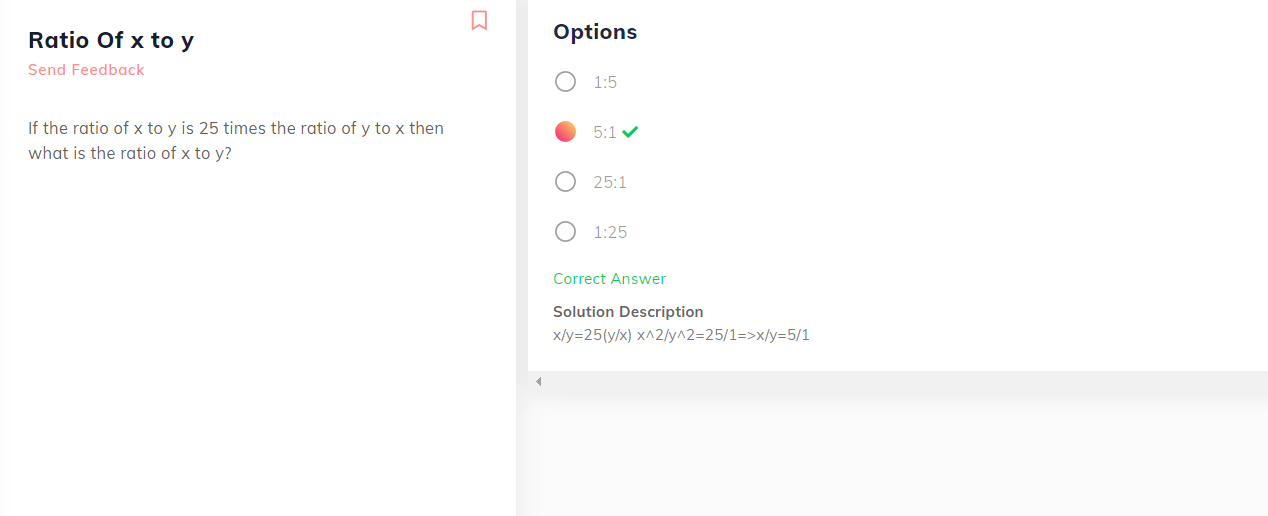 Ratio Of x to y
Send Feedback
If the ratio of x to y is 25 times the ratio of y to x then
what is the ratio of x to y?
Options
1:5
5:1
25:1
1:25
Correct Answer
Solution Description
x/y=25(y/x) x^2/y^2=25/1=>x/y=5/1